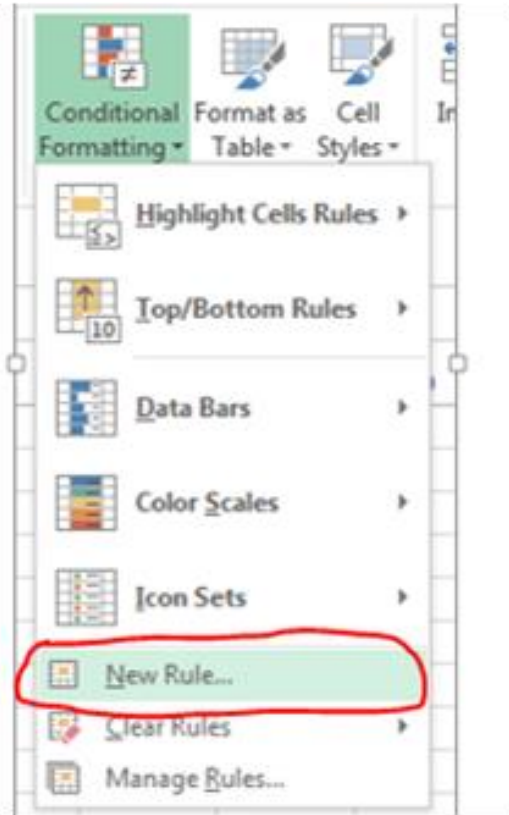 Conditional Formatting
Format as Table
Cell Styles
In
≠
Highlight Cells Rules
Top/Bottom Rules
10
Data Bars
Color Scales
Icon Sets
New Rule...
Clear Rules
Manage Rules...